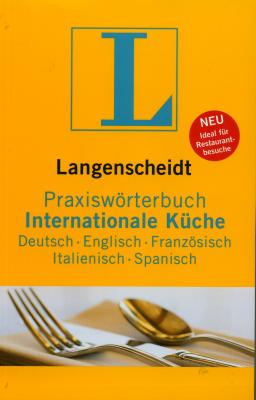 L
NEU
Ideal für
Restaurant-
besuche
Langenscheidt
Praxiswörterbuch
Internationale Küche
Deutsch · Englisch · Französisch
Italienisch · Spanisch